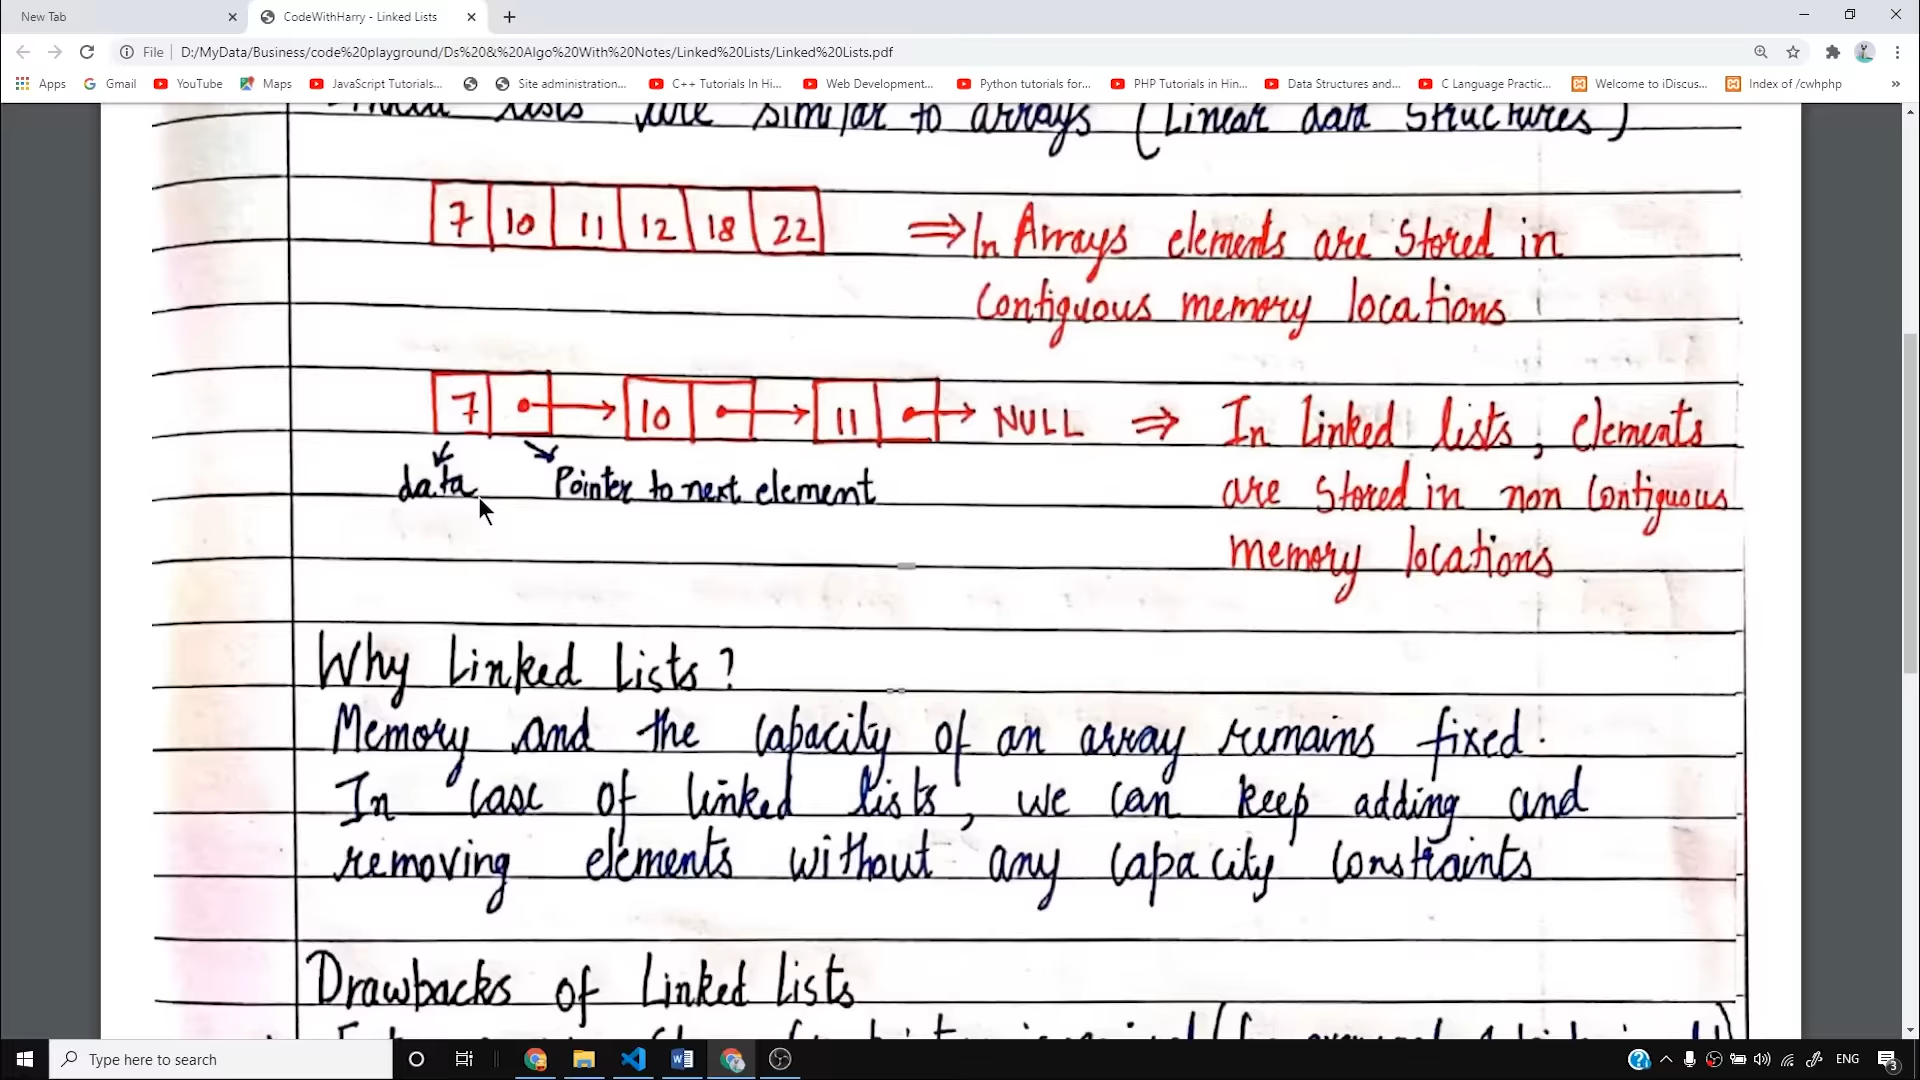 New Tab
CodeWithHarry - Linked Lists
File | D:/MyData/Business/code%20playground/Ds%20&%20Algo%20With%20Notes/Linked%20Lists/Linked%20Lists.pdf
Apps Gmail YouTube Maps JavaScript Tutorials... Site administration... C++ Tutorials In Hi... Web Development... Python tutorials for... PHP Tutorials in Hin... Data Structures and... C Language Practic... Welcome to iDiscus... Index of /cwhphp »
lists are similar to arrays (Linear data Structures)
7 10 11 12 18 22 ⇒ In Arrays elements are Stored in
Contiguous memory locations
7 → 10 → 11 → NULL ⇒ In linked lists, elements
data Pointer to next element are Stored in non Contiguous
memory locations
Why Linked Lists?
Memory and the capacity of an array remains fixed.
In case of linked lists, we can keep adding and
removing elements without any capacity constraints
Drawbacks of Linked Lists
Type here to search
ENG
3